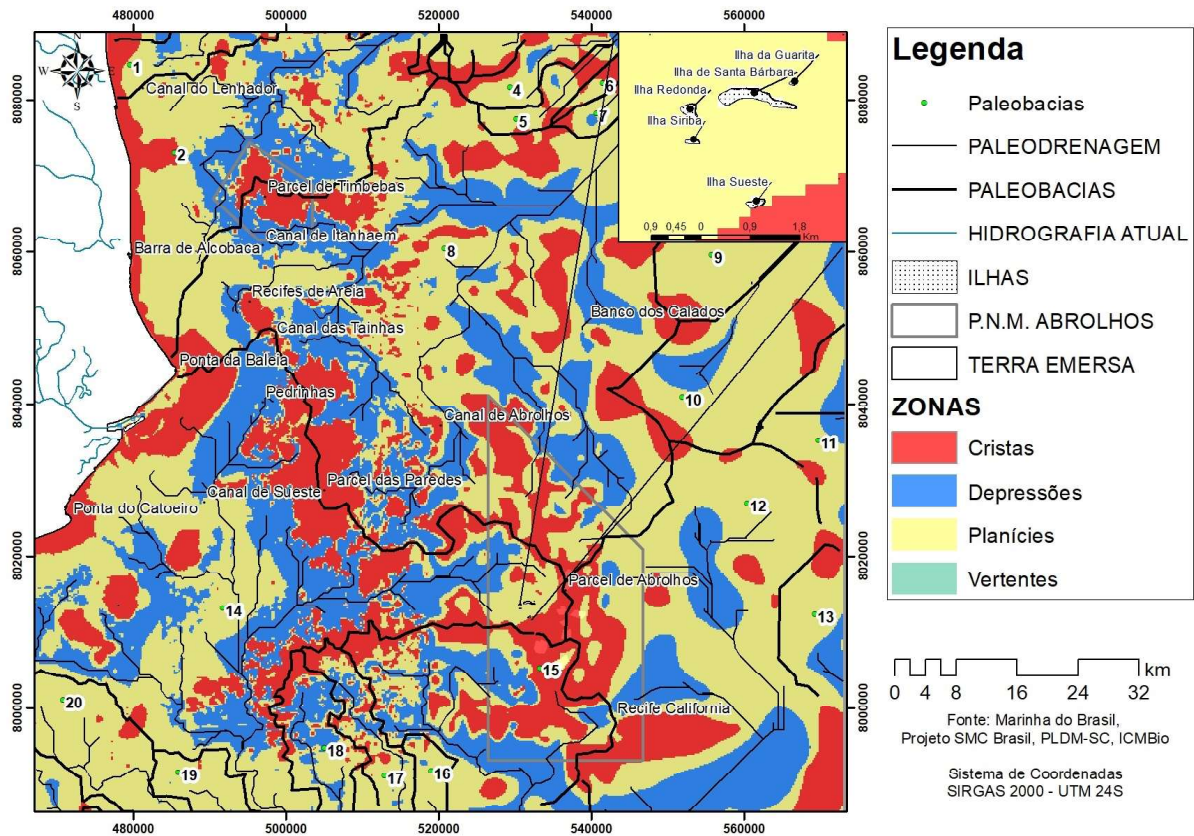 480000 500000 520000 540000 560000
N
W E
S
8080000
8060000
8040000
8020000
8000000
8080000
8060000
8040000
8020000
8000000
1
Canal do Lenhador
2
4
5
6
7
Parcel de Timbebas
Canal de Itanhaem
Barra de Alcobaca
8
9
Recifes de Areia
Canal das Tainhas
Banco dos Calados
Ponta da Baleia
Pedrinhas
10
Canal de Abrolhos
11
Parcel das Paredes
Canal de Sueste
12
Ponta do Catoeiro
Parcel de Abrolhos
14
13
15
Recife California
20
18
19
17
16
480000 500000 520000 540000 560000
Ilha da Guarita
Ilha de Santa Bárbara
Ilha Redonda
Ilha Siriba
Ilha Sueste
0,9 0,45 0 0,9 1,8
Km
Legenda
Paleobacias
PALEODRENAGEM
PALEOBACIAS
HIDROGRAFIA ATUAL
ILHAS
P.N.M. ABROLHOS
TERRA EMERSA
ZONAS
Cristas
Depressões
Planícies
Vertentes
km
0 4 8 16 24 32
Fonte: Marinha do Brasil,
Projeto SMC Brasil, PLDM-SC, ICMBio
Sistema de Coordenadas
SIRGAS 2000 - UTM 24S